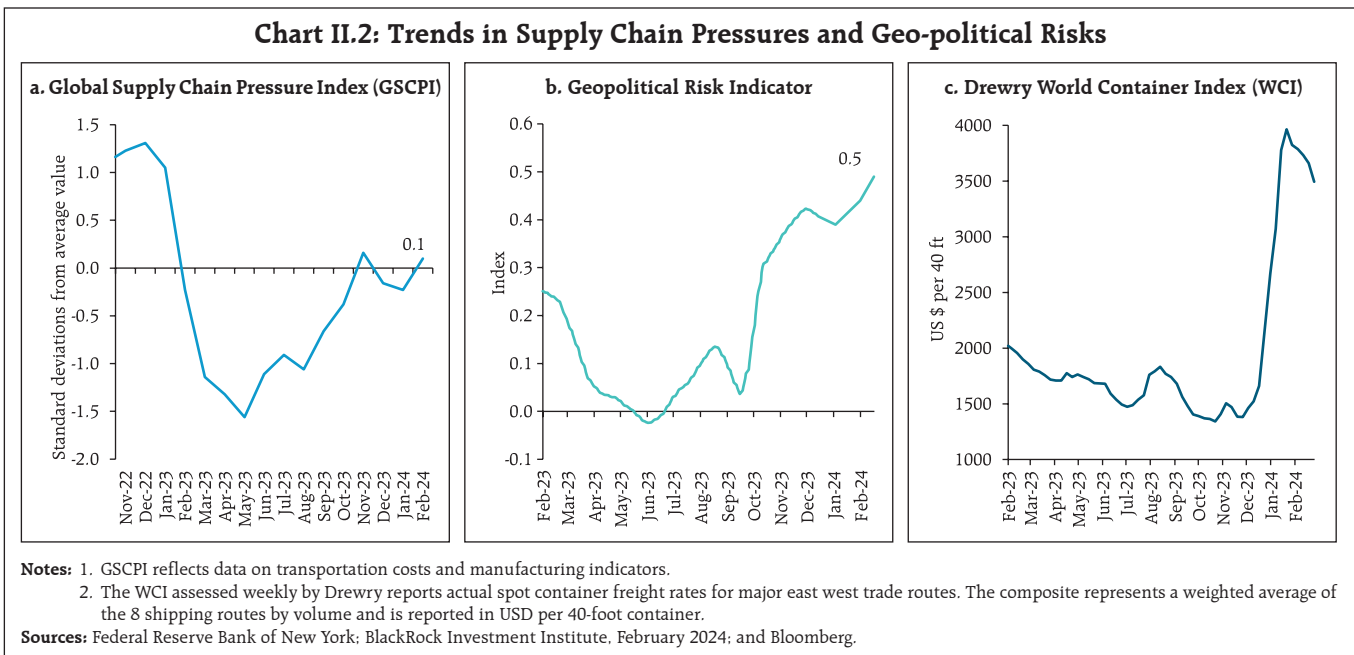 Chart II.2: Trends in Supply Chain Pressures and Geo-political Risks
a. Global Supply Chain Pressure Index (GSCPI)
1.5
1.0
0.5
0.0
-0.5
-1.0
-1.5
-2.0
Standard deviations from average value
0.1
Nov-22
Dec-22
Jan-23
Feb-23
Mar-23
Apr-23
May-23
Jun-23
Jul-23
Aug-23
Sep-23
Oct-23
Nov-23
Dec-23
Jan-24
Feb-24
b. Geopolitical Risk Indicator
0.6
0.5
0.4
0.3
0.2
0.1
0.0
-0.1
Index
0.5
Feb-23
Mar-23
Apr-23
May-23
Jun-23
Jul-23
Aug-23
Sep-23
Oct-23
Nov-23
Dec-23
Jan-24
Feb-24
c. Drewry World Container Index (WCI)
4000
3500
3000
2500
2000
1500
1000
US $ per 40 ft
Feb-23
Mar-23
Apr-23
May-23
Jun-23
Jul-23
Aug-23
Sep-23
Oct-23
Nov-23
Dec-23
Jan-24
Feb-24
Notes: 1. GSCPI reflects data on transportation costs and manufacturing indicators.
2. The WCI assessed weekly by Drewry reports actual spot container freight rates for major east west trade routes. The composite represents a weighted average of
the 8 shipping routes by volume and is reported in USD per 40-foot container.
Sources: Federal Reserve Bank of New York; BlackRock Investment Institute, February 2024; and Bloomberg.